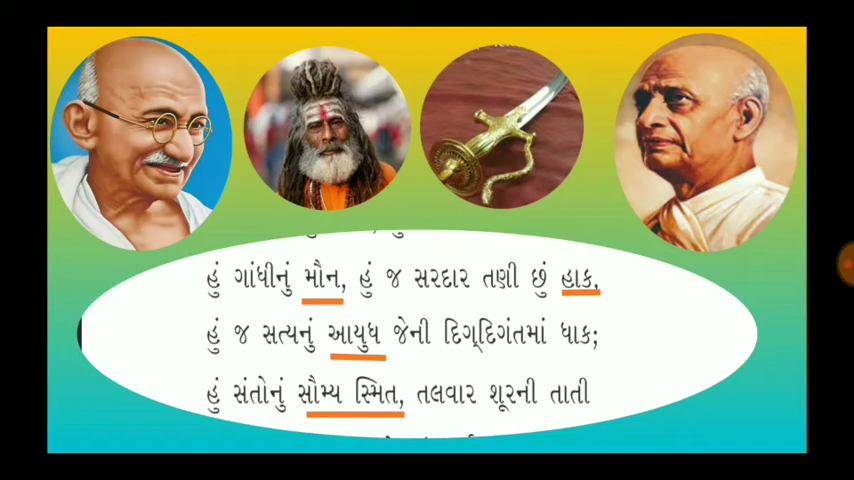 હું ગાંધીનું મૌન, હું જ સરદાર તણી છું હાક,
હું જ સત્યનું આયુધ જેની દિગ્દિગંતમાં ધાક;
હું સંતોનું સૌમ્ય સ્મિત, તલવાર શૂરની તાતી